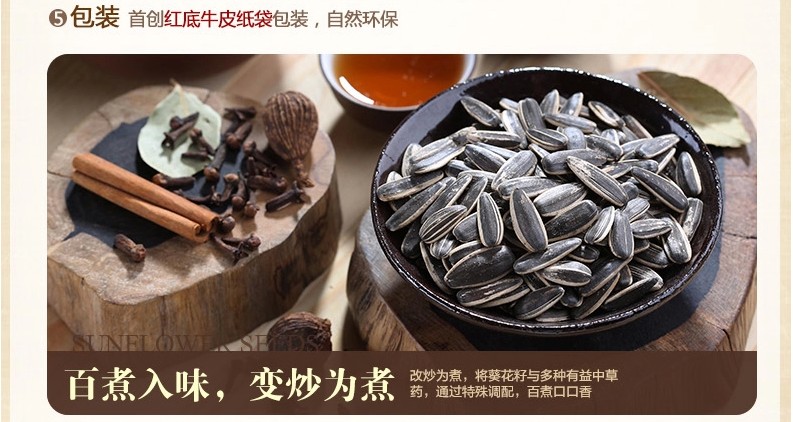 ❺包装 首创红底牛皮纸袋包装，自然环保
SUNFLOWER SEEDS
百煮入味，变炒为煮
改炒为煮，将葵花籽与多种有益中草
药，通过特殊调配，百煮口口香